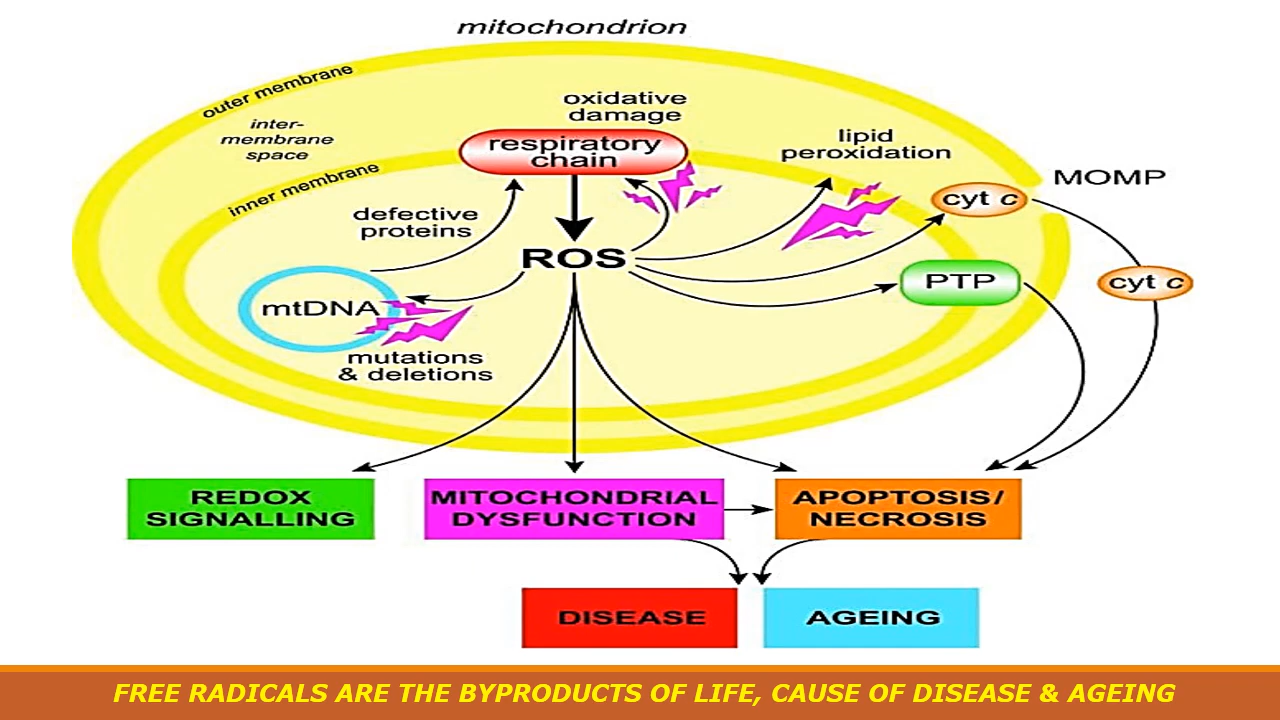 mitochondrion
outer membrane
inter-
membrane
space
inner membrane
oxidative
damage
respiratory
chain
lipid
peroxidation
MOMP
cyt c
defective
proteins
ROS
PTP
cyt c
mtDNA
mutations
& deletions
REDOX
SIGNALLING
MITOCHONDRIAL
DYSFUNCTION
APOPTOSIS/
NECROSIS
DISEASE
AGEING
FREE RADICALS ARE THE BYPRODUCTS OF LIFE, CAUSE OF DISEASE & AGEING